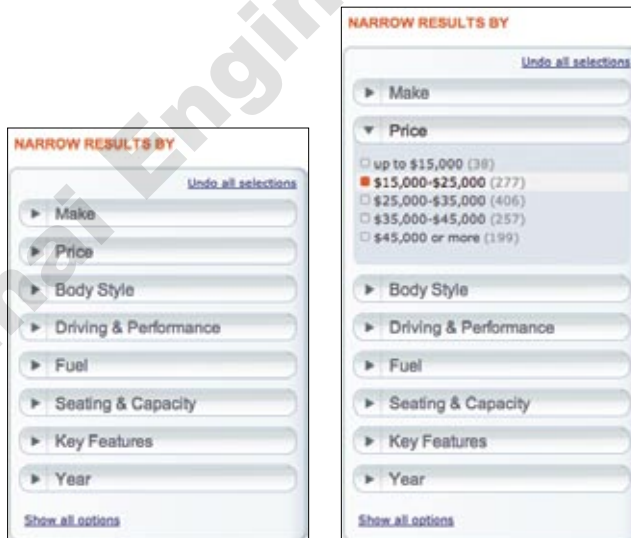 NARROW RESULTS BY
Undo all selections
Make
Price
Body Style
Driving & Performance
Fuel
Seating & Capacity
Key Features
Year
Show all options
NARROW RESULTS BY
Undo all selections
Make
Price
up to $15,000 (38)
$15,000-$25,000 (277)
$25,000-$35,000 (406)
$35,000-$45,000 (257)
$45,000 or more (199)
Body Style
Driving & Performance
Fuel
Seating & Capacity
Key Features
Year
Show all options